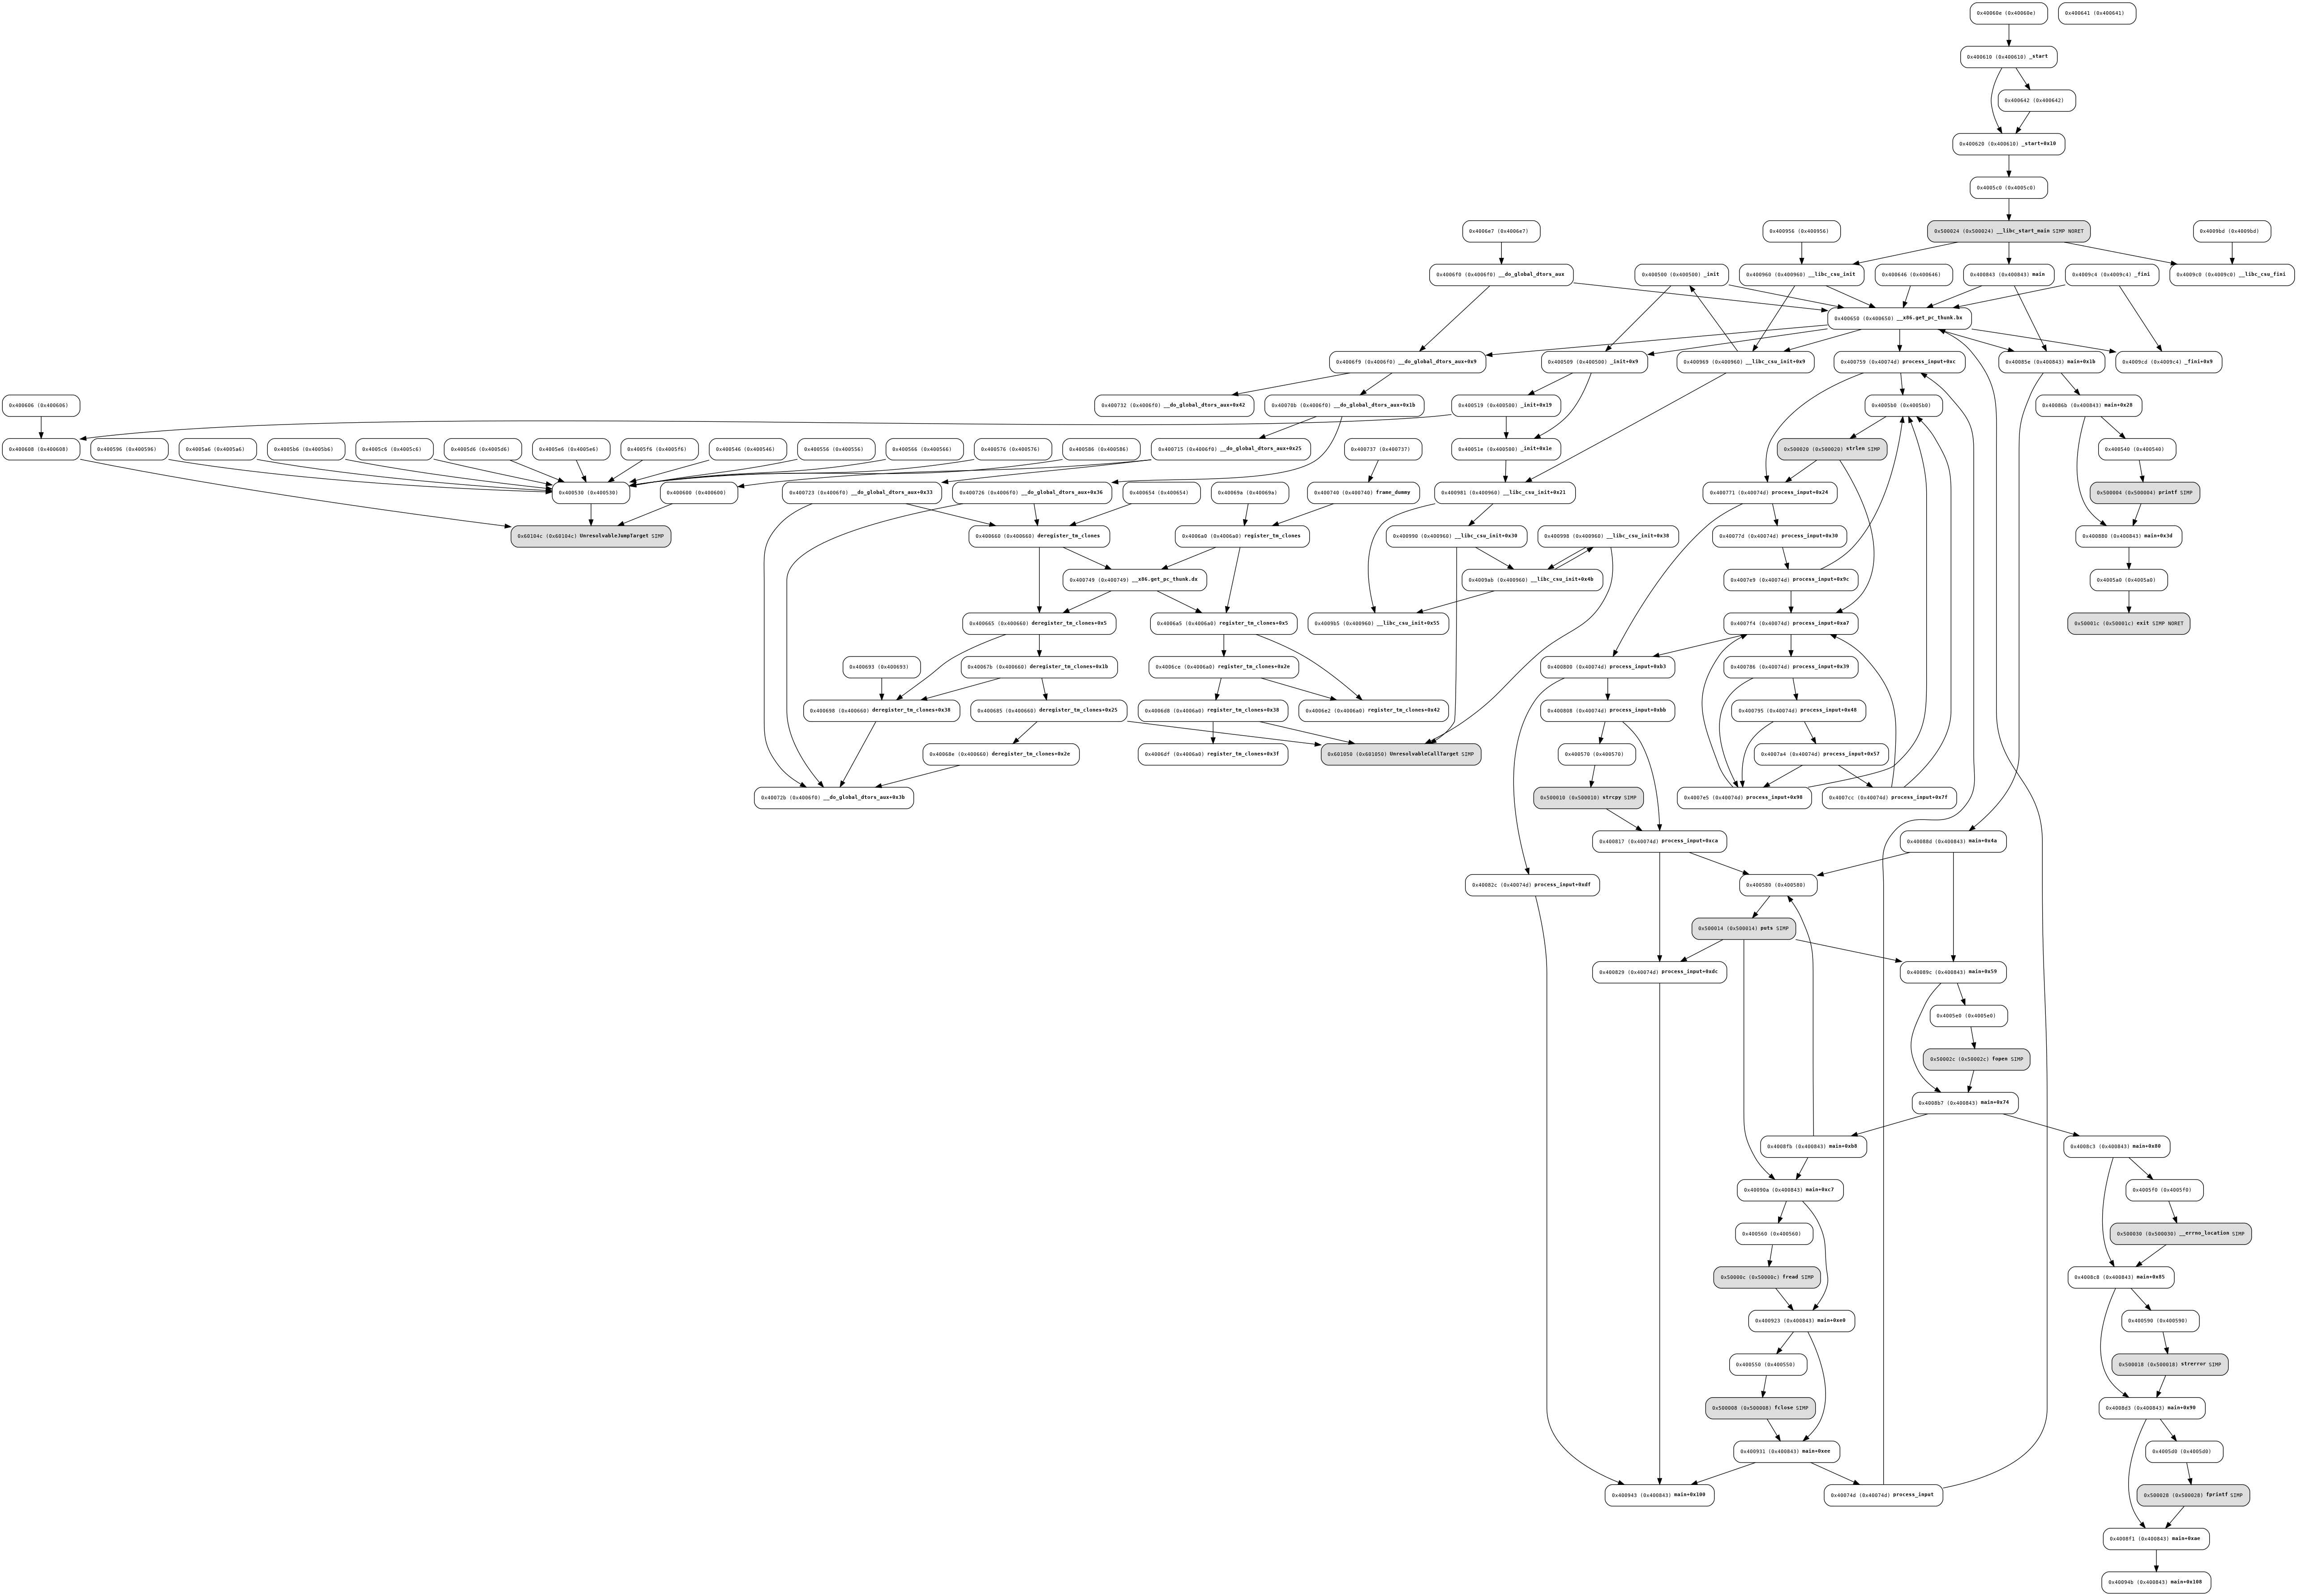 0x40060e (0x40060e)
0x400641 (0x400641)
0x400610 (0x400610) _start
0x400642 (0x400642)
0x400620 (0x400610) _start+0x10
0x4005c0 (0x4005c0)
0x4006e7 (0x4006e7)
0x400956 (0x400956)
0x500024 (0x500024) __libc_start_main SIMP NORET
0x4009bd (0x4009bd)
0x4006f0 (0x4006f0) __do_global_dtors_aux
0x400500 (0x400500) _init
0x400960 (0x400960) __libc_csu_init
0x400646 (0x400646)
0x400843 (0x400843) main
0x4009c4 (0x4009c4) _fini
0x4009c0 (0x4009c0) __libc_csu_fini
0x400650 (0x400650) __x86.get_pc_thunk.bx
0x4006f9 (0x4006f0) __do_global_dtors_aux+0x9
0x400509 (0x400500) _init+0x9
0x400969 (0x400960) __libc_csu_init+0x9
0x400759 (0x40074d) process_input+0xc
0x40085e (0x400843) main+0x1b
0x4009cd (0x4009c4) _fini+0x9
0x400606 (0x400606)
0x400732 (0x4006f0) __do_global_dtors_aux+0x42
0x40070b (0x4006f0) __do_global_dtors_aux+0x1b
0x400519 (0x400500) _init+0x19
0x4005b0 (0x4005b0)
0x40086b (0x400843) main+0x28
0x400608 (0x400608)
0x400596 (0x400596)
0x4005a6 (0x4005a6)
0x4005b6 (0x4005b6)
0x4005c6 (0x4005c6)
0x4005d6 (0x4005d6)
0x4005e6 (0x4005e6)
0x4005f6 (0x4005f6)
0x400546 (0x400546)
0x400556 (0x400556)
0x400566 (0x400566)
0x400576 (0x400576)
0x400586 (0x400586)
0x400715 (0x4006f0) __do_global_dtors_aux+0x25
0x400737 (0x400737)
0x40051e (0x400500) _init+0x1e
0x500020 (0x500020) strlen SIMP
0x400540 (0x400540)
0x400530 (0x400530)
0x400600 (0x400600)
0x400723 (0x4006f0) __do_global_dtors_aux+0x33
0x400726 (0x4006f0) __do_global_dtors_aux+0x36
0x400654 (0x400654)
0x40069a (0x40069a)
0x400740 (0x400740) frame_dummy
0x400981 (0x400960) __libc_csu_init+0x21
0x400771 (0x40074d) process_input+0x24
0x500004 (0x500004) printf SIMP
0x60104c (0x60104c) UnresolvableJumpTarget SIMP
0x400660 (0x400660) deregister_tm_clones
0x4006a0 (0x4006a0) register_tm_clones
0x400990 (0x400960) __libc_csu_init+0x30
0x400998 (0x400960) __libc_csu_init+0x38
0x40077d (0x40074d) process_input+0x30
0x400880 (0x400843) main+0x3d
0x400749 (0x400749) __x86.get_pc_thunk.dx
0x4009ab (0x400960) __libc_csu_init+0x4b
0x4007e9 (0x40074d) process_input+0x9c
0x4005a0 (0x4005a0)
0x400665 (0x400660) deregister_tm_clones+0x5
0x4006a5 (0x4006a0) register_tm_clones+0x5
0x4009b5 (0x400960) __libc_csu_init+0x55
0x4007f4 (0x40074d) process_input+0xa7
0x50001c (0x50001c) exit SIMP NORET
0x400693 (0x400693)
0x40067b (0x400660) deregister_tm_clones+0x1b
0x4006ce (0x4006a0) register_tm_clones+0x2e
0x400800 (0x40074d) process_input+0xb3
0x400786 (0x40074d) process_input+0x39
0x400698 (0x400660) deregister_tm_clones+0x38
0x400685 (0x400660) deregister_tm_clones+0x25
0x4006d8 (0x4006a0) register_tm_clones+0x38
0x4006e2 (0x4006a0) register_tm_clones+0x42
0x400808 (0x40074d) process_input+0xbb
0x400795 (0x40074d) process_input+0x48
0x40068e (0x400660) deregister_tm_clones+0x2e
0x4006df (0x4006a0) register_tm_clones+0x3f
0x601050 (0x601050) UnresolvableCallTarget SIMP
0x400570 (0x400570)
0x4007a4 (0x40074d) process_input+0x57
0x40072b (0x4006f0) __do_global_dtors_aux+0x3b
0x500010 (0x500010) strcpy SIMP
0x4007e5 (0x40074d) process_input+0x98
0x4007cc (0x40074d) process_input+0x7f
0x400817 (0x40074d) process_input+0xca
0x40088d (0x400843) main+0x4a
0x40082c (0x40074d) process_input+0xdf
0x400580 (0x400580)
0x500014 (0x500014) puts SIMP
0x400829 (0x40074d) process_input+0xdc
0x40089c (0x400843) main+0x59
0x4005e0 (0x4005e0)
0x50002c (0x50002c) fopen SIMP
0x4008b7 (0x400843) main+0x74
0x4008fb (0x400843) main+0xb8
0x4008c3 (0x400843) main+0x80
0x40090a (0x400843) main+0xc7
0x4005f0 (0x4005f0)
0x400560 (0x400560)
0x500030 (0x500030) __errno_location SIMP
0x50000c (0x50000c) fread SIMP
0x4008c8 (0x400843) main+0x85
0x400923 (0x400843) main+0xe0
0x400590 (0x400590)
0x400550 (0x400550)
0x500018 (0x500018) strerror SIMP
0x500008 (0x500008) fclose SIMP
0x4008d3 (0x400843) main+0x90
0x400931 (0x400843) main+0xee
0x4005d0 (0x4005d0)
0x400943 (0x400843) main+0x100
0x40074d (0x40074d) process_input
0x500028 (0x500028) fprintf SIMP
0x4008f1 (0x400843) main+0xae
0x40094b (0x400843) main+0x108